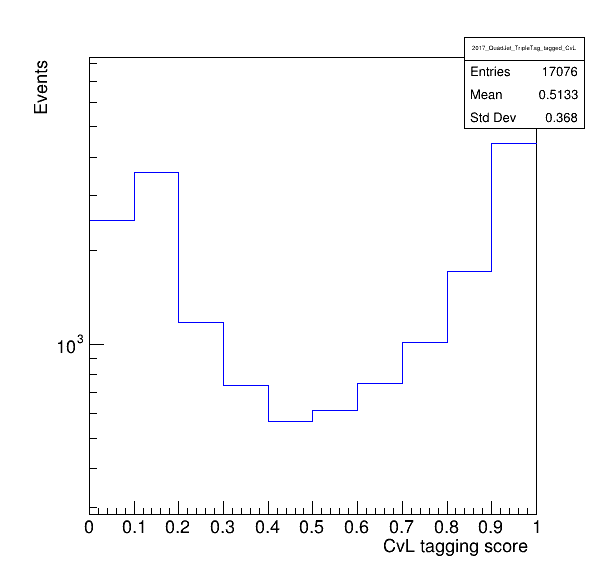 2017_QuadJet_TripleTag_tagged_CvL
Entries 17076
Mean 0.5133
Std Dev 0.368
Events
10^3
0 0.1 0.2 0.3 0.4 0.5 0.6 0.7 0.8 0.9 1
CvL tagging score